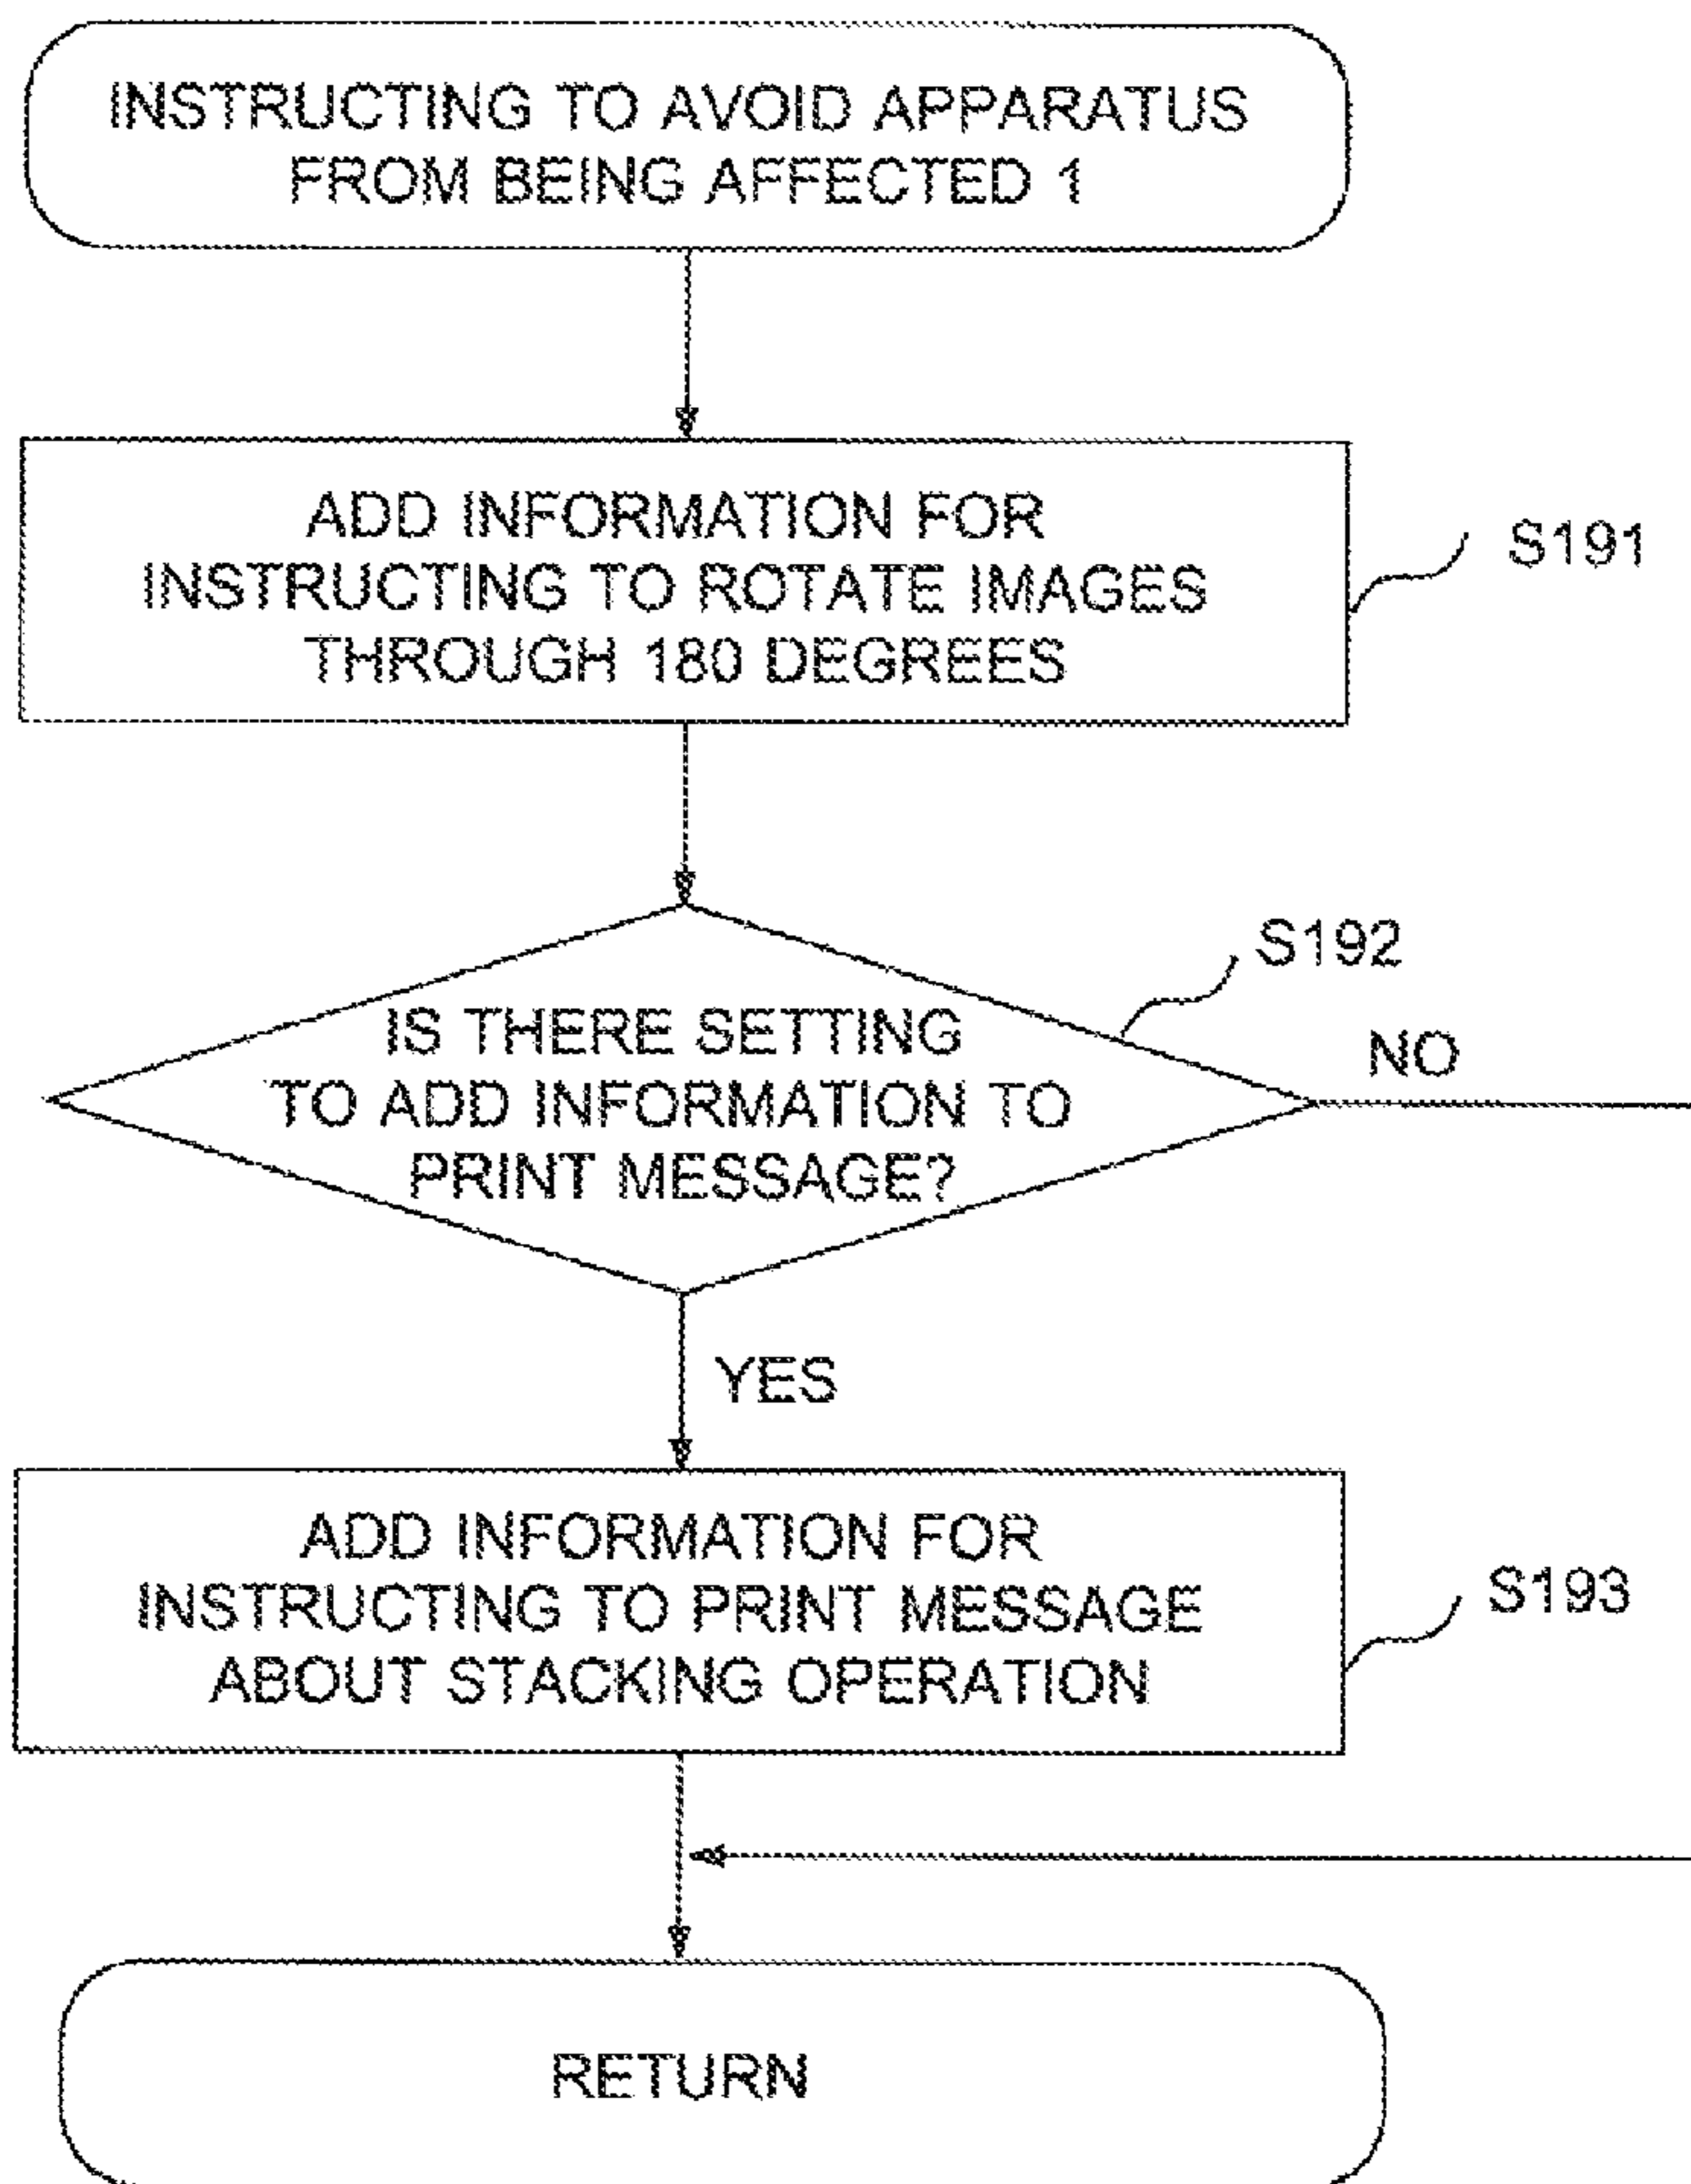 INSTRUCTING TO AVOID APPARATUS
FROM BEING AFFECTED 1
ADD INFORMATION FOR
INSTRUCTING TO ROTATE IMAGES
THROUGH 180 DEGREES
S191
S192
IS THERE SETTING
TO ADD INFORMATION TO
PRINT MESSAGE?
NO
YES
ADD INFORMATION FOR
INSTRUCTING TO PRINT MESSAGE
ABOUT STACKING OPERATION
S193
RETURN